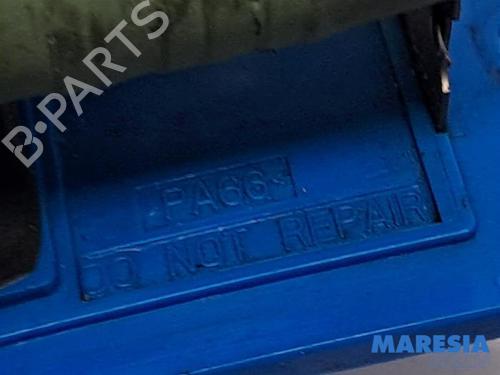 B-PARTS
>PA66<
DO NOT REPAIR
MARESIA